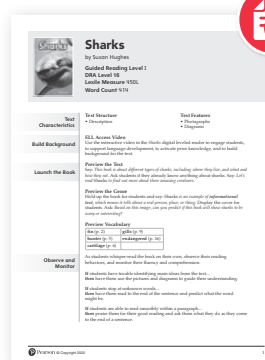 Sharks
by Susan Hughes
Guided Reading Level I
DRA Level 16
Lexile Measure 450L
Word Count 414
Text Characteristics
Text Structure
• Description
Text Features
• Photographs
• Diagrams
Build Background
ELL Access Video
Use the interactive video in the iBook digital leveled reader to engage students,
to support language development, to activate prior knowledge, and to build
background for the text.
Launch the Book
Preview the Text
Say: This book is about different types of sharks, including where they live, and what and
how they eat. Ask students if they already know anything about sharks. Say: Let's
read Sharks to find out more about these amazing creatures.
Preview the Genre
Hold up the book for students and say: Sharks is an example of informational
text, which means it tells about a real person, place, or thing. Display the cover for
students. Ask: Based on this image, can you predict if this book will show sharks to be
scary or interesting?
Preview Vocabulary
fin (p. 2) gills (p. 9)
hunter (p. 5) endangered (p. 16)
cartilage (p. 6)
Observe and Monitor
As students whisper-read the book on their own, observe their reading
behaviors, and monitor their fluency and comprehension.
If students have trouble identifying main ideas from the text...
then have them use the pictures and diagrams to guide their understanding.
If students stop at unknown words...
then have them read to the end of the sentence and predict what the word
might be.
If students are able to read smoothly within a paragraph...
then praise them for their good reading and ask them what they do as they come
to the end of a sentence.
Pearson © Copyright 2020